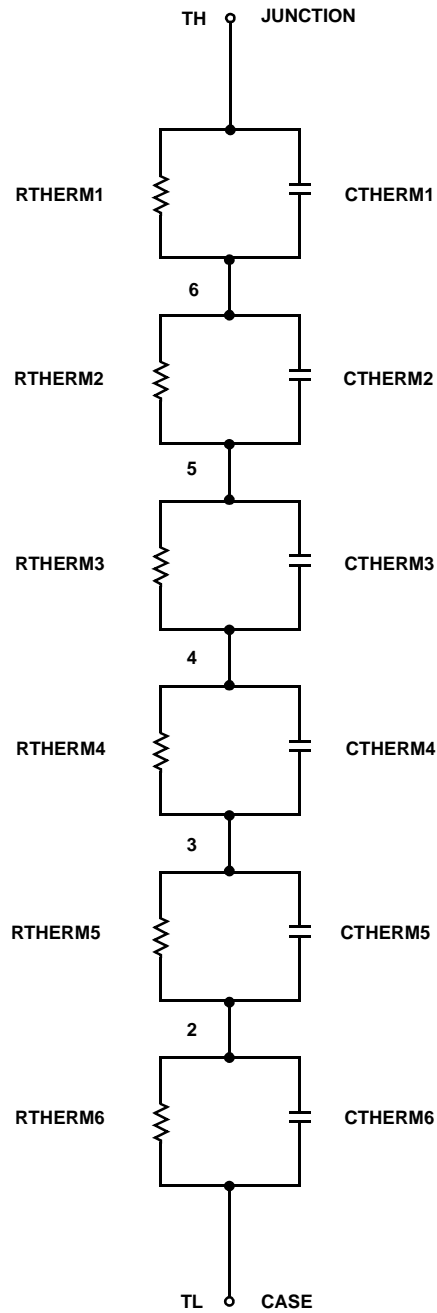 TH JUNCTION
RTHERM1 CTHERM1
6
RTHERM2 CTHERM2
5
RTHERM3 CTHERM3
4
RTHERM4 CTHERM4
3
RTHERM5 CTHERM5
2
RTHERM6 CTHERM6
TL CASE